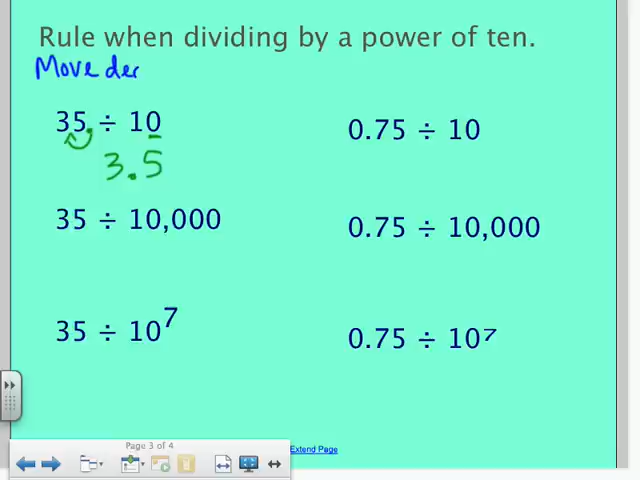 Rule when dividing by a power of ten.
Move dec
35. ÷ 10
3.5
35 ÷ 10,000
35 ÷ 10⁷
0.75 ÷ 10
0.75 ÷ 10,000
0.75 ÷ 10⁷
Page 3 of 4
Extend Page